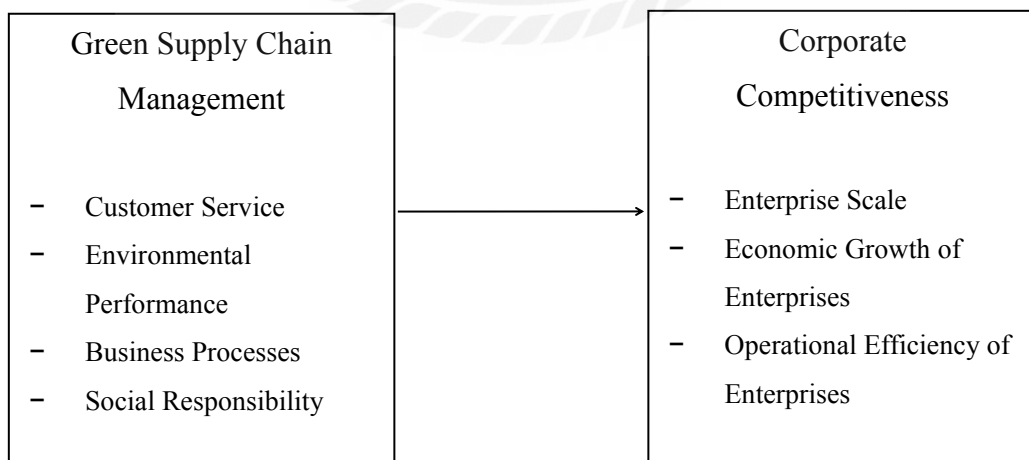 Green Supply Chain
Management
− Customer Service
− Environmental
Performance
− Business Processes
− Social Responsibility
Corporate
Competitiveness
− Enterprise Scale
− Economic Growth of
Enterprises
− Operational Efficiency of
Enterprises